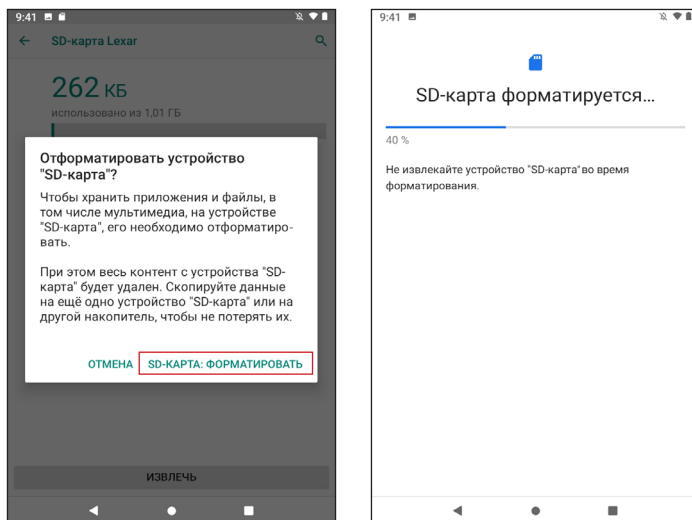 9:41
SD-карта Lexar
262 КБ
использовано из 1,01 ГБ
Отформатировать устройство
"SD-карта"?
Чтобы хранить приложения и файлы, в
том числе мультимедиа, на устройстве
"SD-карта", его необходимо отформатиро-
вать.
При этом весь контент с устройства "SD-
карта" будет удален. Скопируйте данные
на ещё одно устройство "SD-карта" или на
другой накопитель, чтобы не потерять их.
ОТМЕНА SD-КАРТА: ФОРМАТИРОВАТЬ
ИЗВЛЕЧЬ
9:41
SD-карта форматируется...
40 %
Не извлекайте устройство "SD-карта" во время
форматирования.